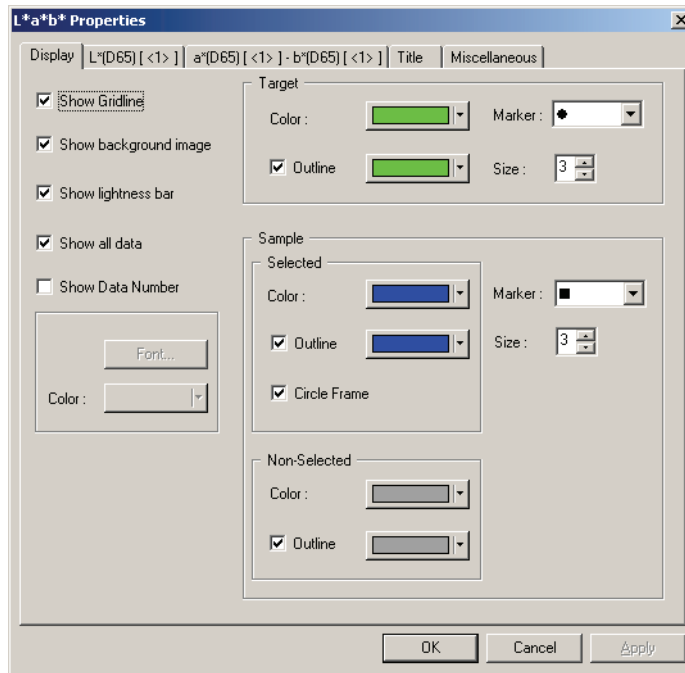 L*a*b* Properties
Display L*(D65) [ <1> ] a*(D65) [ <1> ] - b*(D65) [ <1> ] Title Miscellaneous
Show Gridline
Show background image
Show lightness bar
Show all data
Show Data Number
Font...
Color :
Target
Color :
Marker :
Outline
Size :
3
Sample
Selected
Color :
Marker :
Outline
Size :
3
Circle Frame
Non-Selected
Color :
Outline
OK
Cancel
Apply